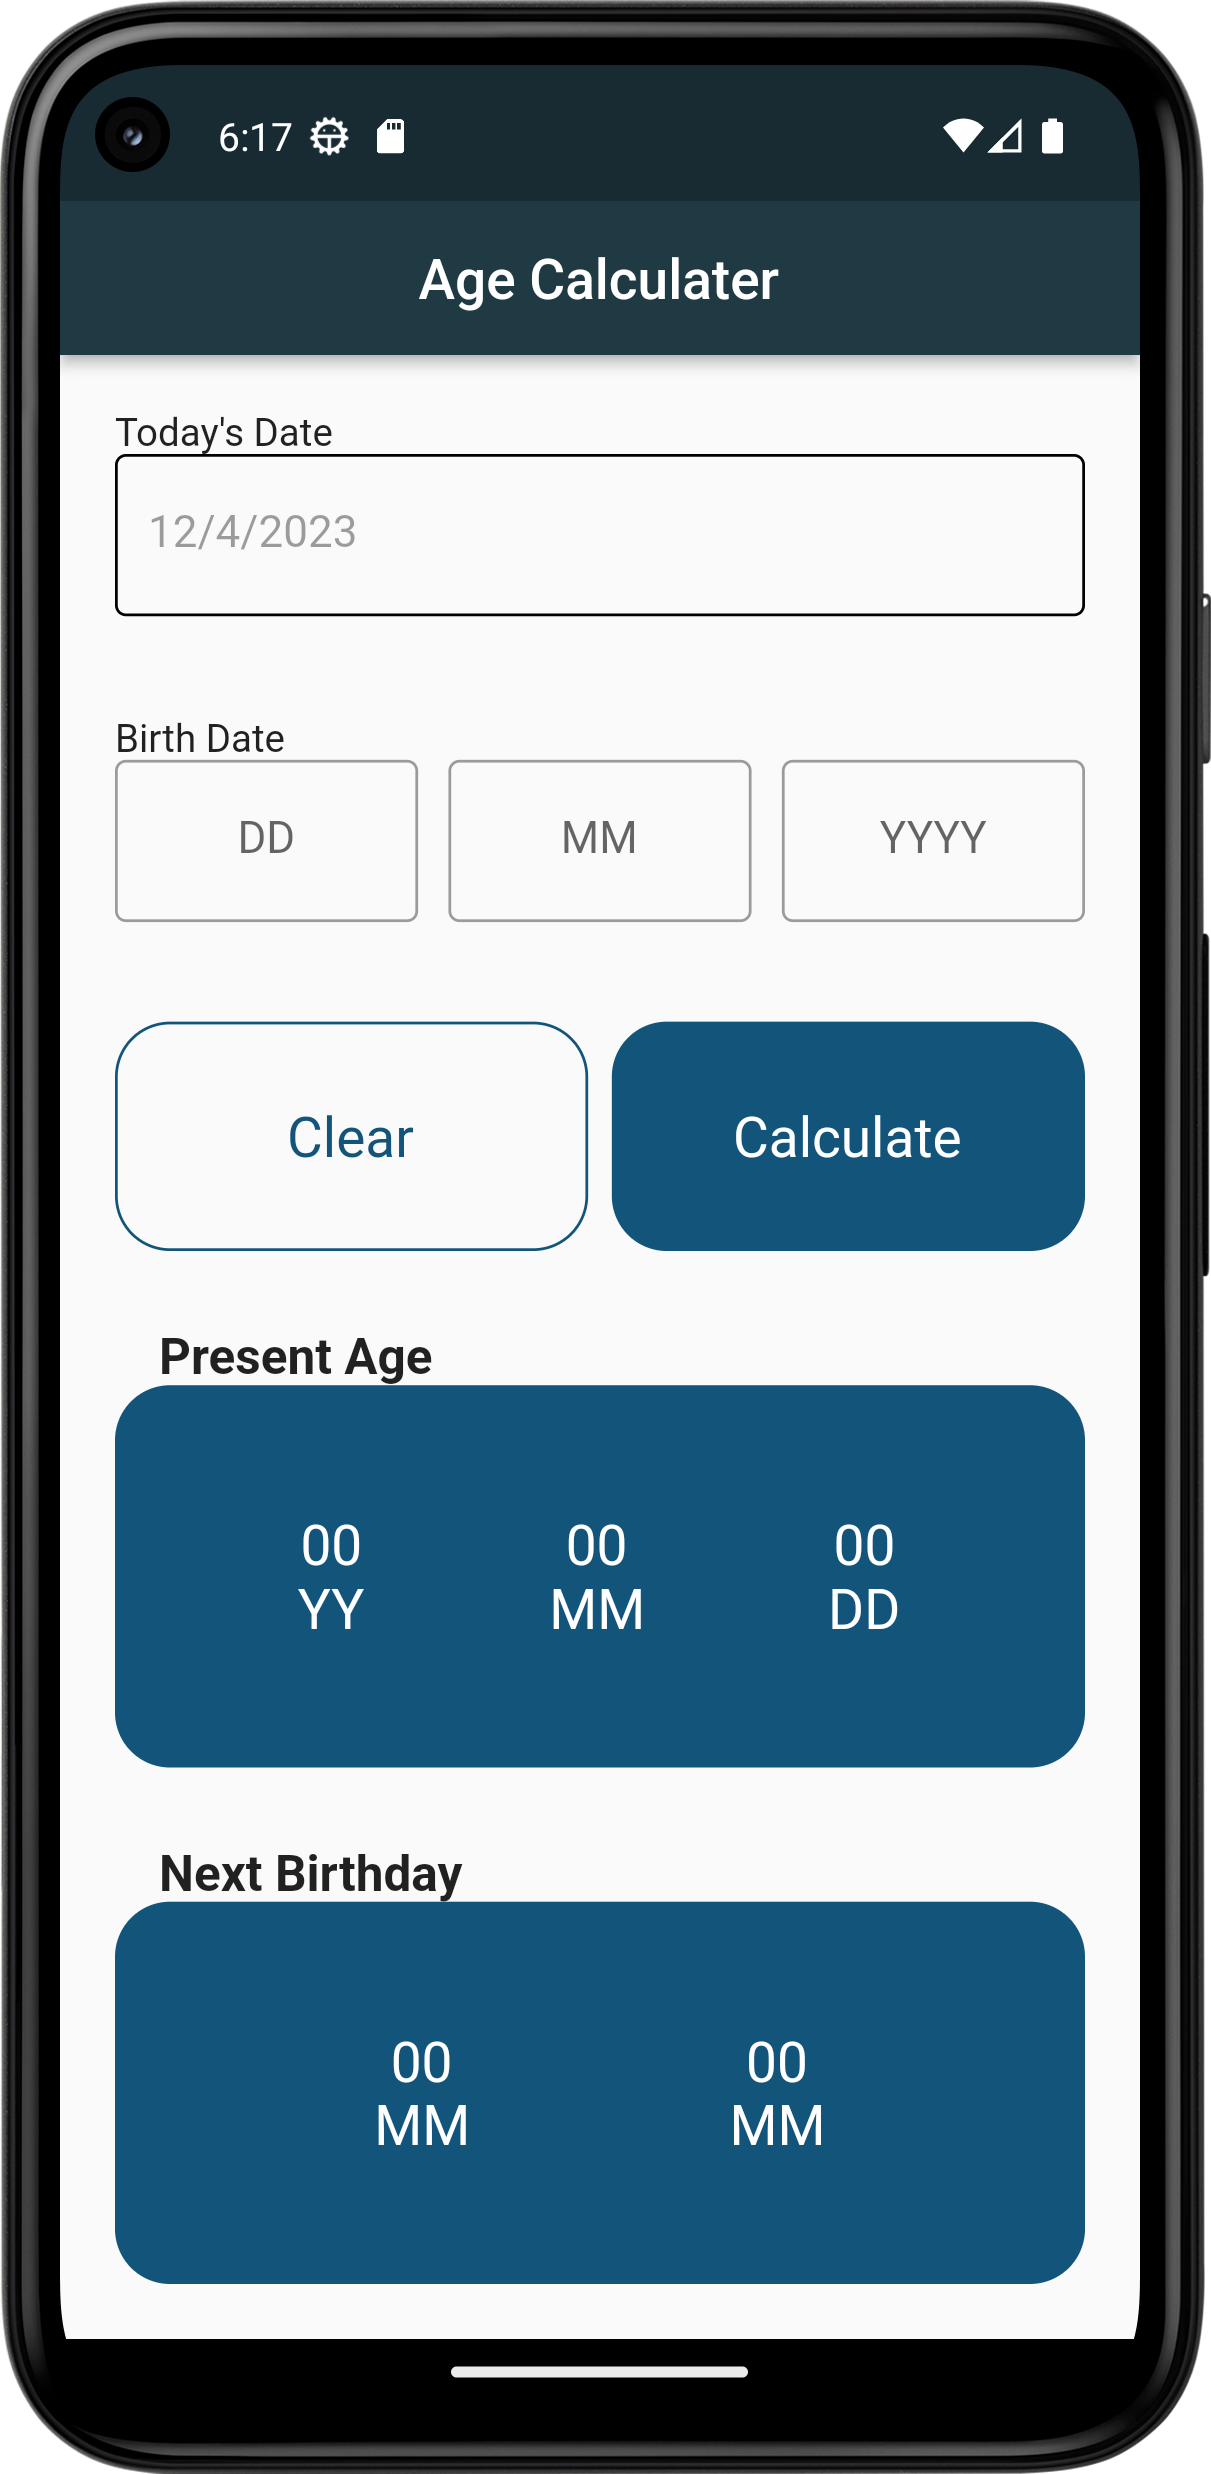 6:17
Age Calculater
Today's Date
12/4/2023
Birth Date
DD MM YYYY
Clear Calculate
Present Age
00 00 00
YY MM DD
Next Birthday
00 00
MM MM